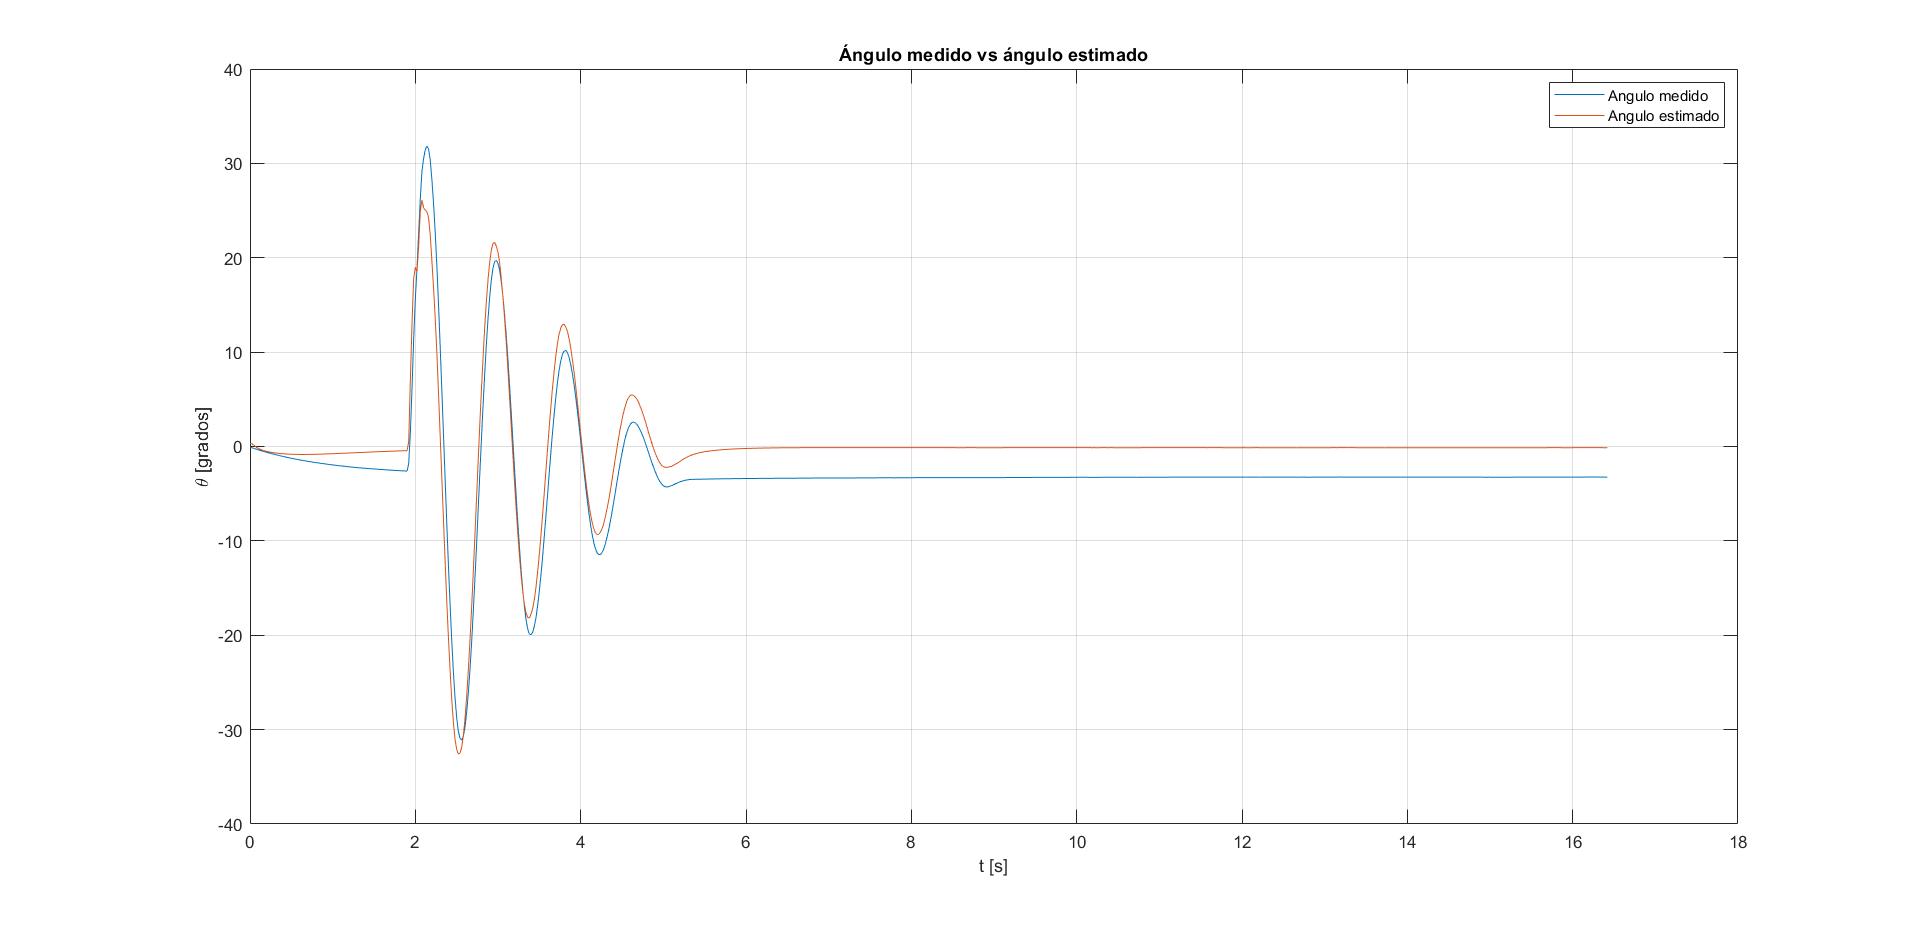 Ángulo medido vs ángulo estimado
Angulo medido
Angulo estimado
40
30
20
10
0
-10
-20
-30
-40
θ [grados]
0 2 4 6 8 10 12 14 16 18
t [s]